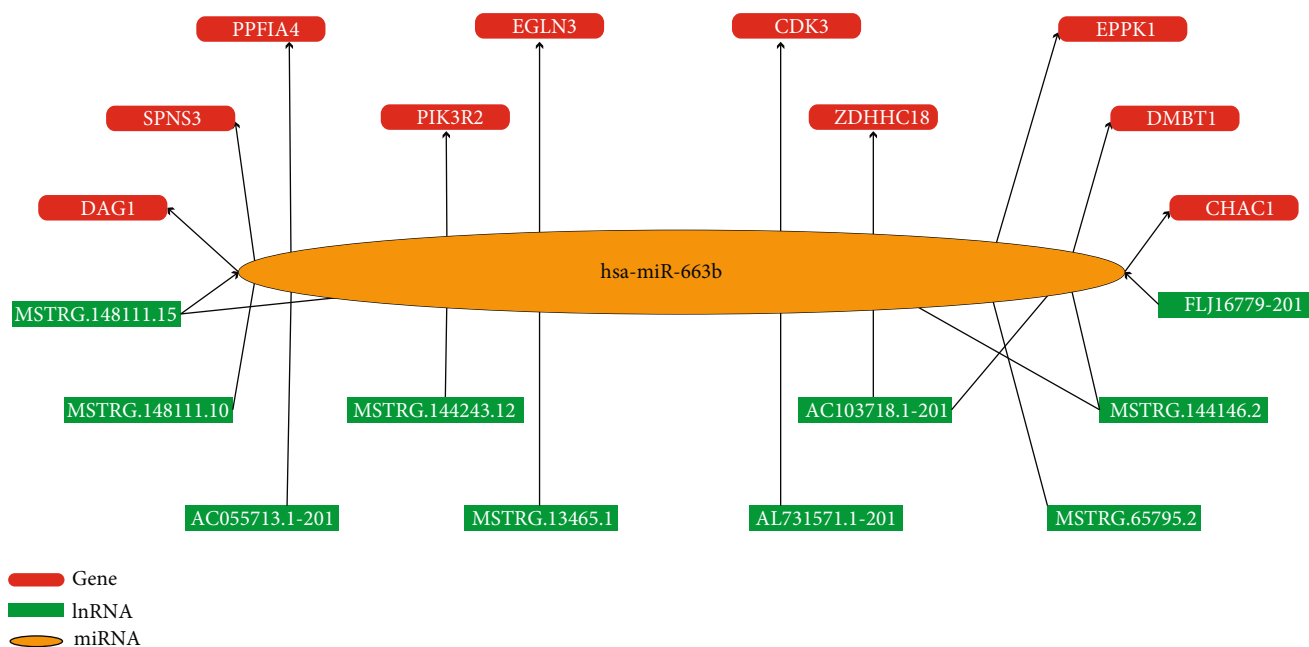 PPFIA4
EGLN3
CDK3
EPPK1
SPNS3
PIK3R2
ZDHHC18
DMBT1
DAG1
CHAC1
hsa-miR-663b
MSTRG.148111.15
FLJ16779-201
MSTRG.148111.10
MSTRG.144243.12
AC103718.1-201
MSTRG.144146.2
AC055713.1-201
MSTRG.13465.1
AL731571.1-201
MSTRG.65795.2
Gene
lnRNA
miRNA